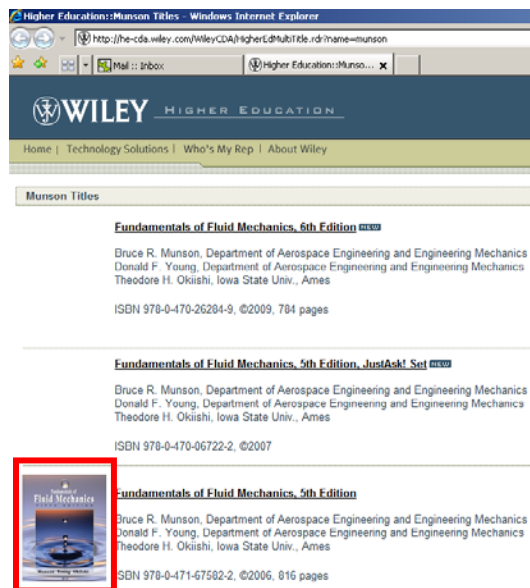 Higher Education::Munson Titles - Windows Internet Explorer
http://he-cda.wiley.com/WileyCDA/HigherEdMultiTitle.rdr?name=munson
Mail :: Inbox
Higher Education::Munso... x
WILEY HIGHER EDUCATION
Home | Technology Solutions | Who's My Rep | About Wiley
Munson Titles
Fundamentals of Fluid Mechanics, 6th Edition NEW
Bruce R. Munson, Department of Aerospace Engineering and Engineering Mechanics
Donald F. Young, Department of Aerospace Engineering and Engineering Mechanics
Theodore H. Okiishi, Iowa State Univ., Ames
ISBN 978-0-470-26284-9, ©2009, 784 pages
Fundamentals of Fluid Mechanics, 5th Edition, JustAsk! Set NEW
Bruce R. Munson, Department of Aerospace Engineering and Engineering Mechanics
Donald F. Young, Department of Aerospace Engineering and Engineering Mechanics
Theodore H. Okiishi, Iowa State Univ., Ames
ISBN 978-0-470-06722-2, ©2007
Fundamentals of
Fluid Mechanics
FIFTH EDITION
Munson Young Okiishi
Fundamentals of Fluid Mechanics, 5th Edition
Bruce R. Munson, Department of Aerospace Engineering and Engineering Mechanics
Donald F. Young, Department of Aerospace Engineering and Engineering Mechanics
Theodore H. Okiishi, Iowa State Univ., Ames
ISBN 978-0-471-67582-2, ©2006, 816 pages